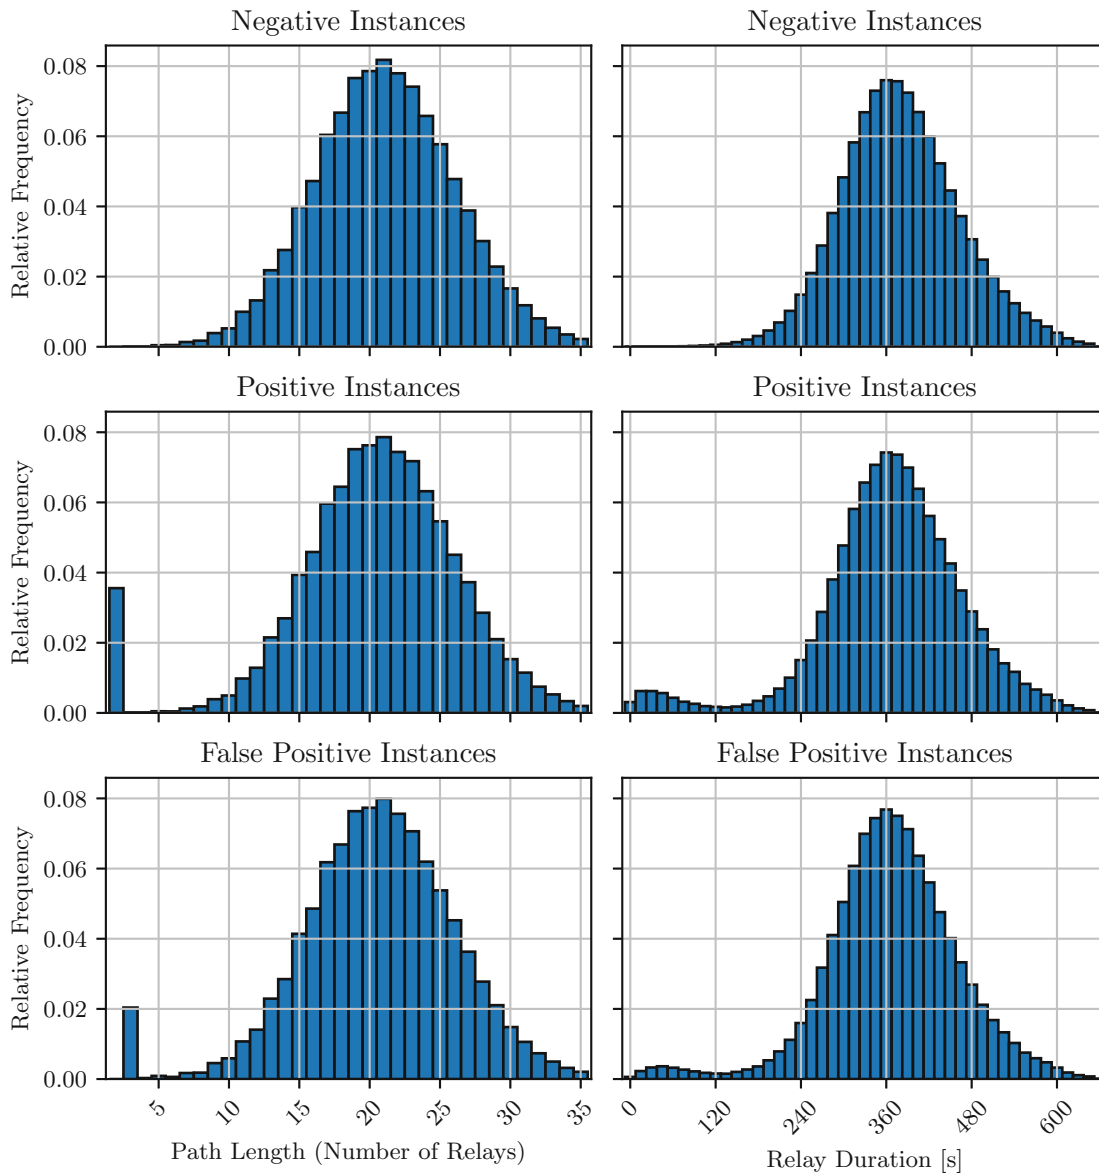 Negative Instances
Negative Instances
0.08
0.06
0.04
0.02
0.00
Relative Frequency
Positive Instances
Positive Instances
0.08
0.06
0.04
0.02
0.00
Relative Frequency
False Positive Instances
False Positive Instances
0.08
0.06
0.04
0.02
0.00
Relative Frequency
5 10 15 20 25 30 35
0 120 240 360 480 600
Path Length (Number of Relays)
Relay Duration [s]